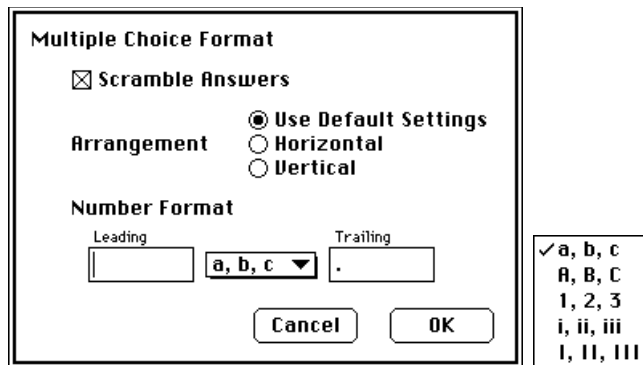 Multiple Choice Format
Scramble Answers
Use Default Settings
Arrangement
Horizontal
Vertical
Number Format
Leading
Trailing
a, b, c
.
Cancel
OK
a, b, c
A, B, C
1, 2, 3
i, ii, iii
I, II, III